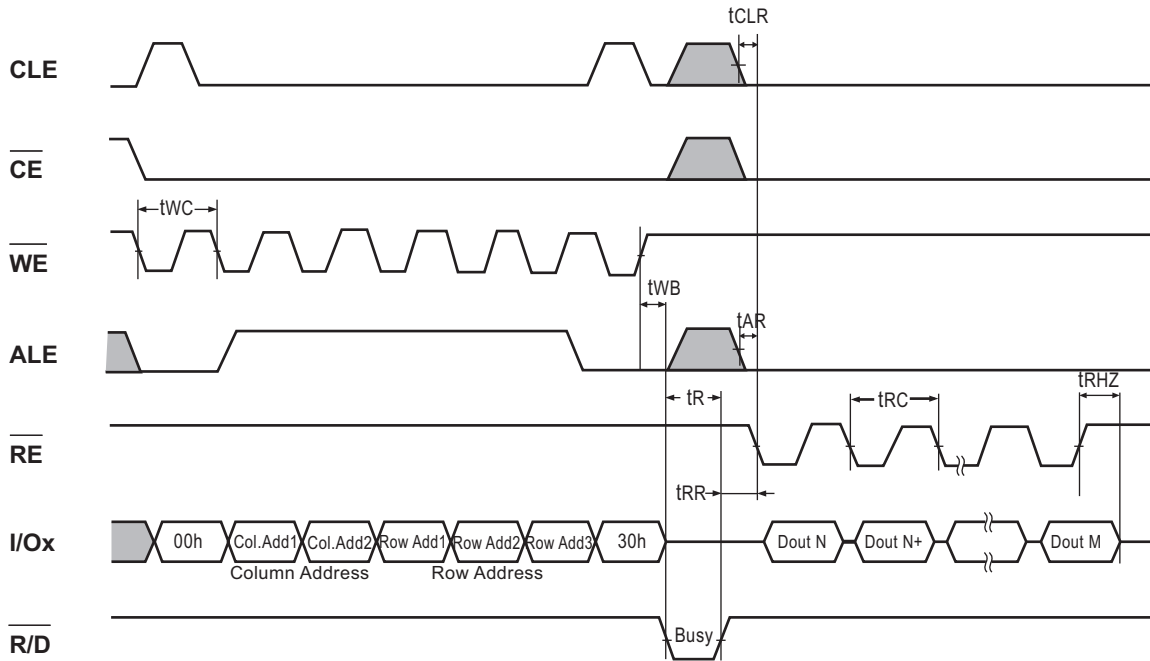 tCLR
CLE
CE
tWC
WE
tWB
tAR
ALE
tR
tRC
tRHZ
RE
tRR
I/Ox
00h Col.Add1 Col.Add2 Row Add1 Row Add2 Row Add3 30h Dout N Dout N+ Dout M
Column Address Row Address
Busy
R/D